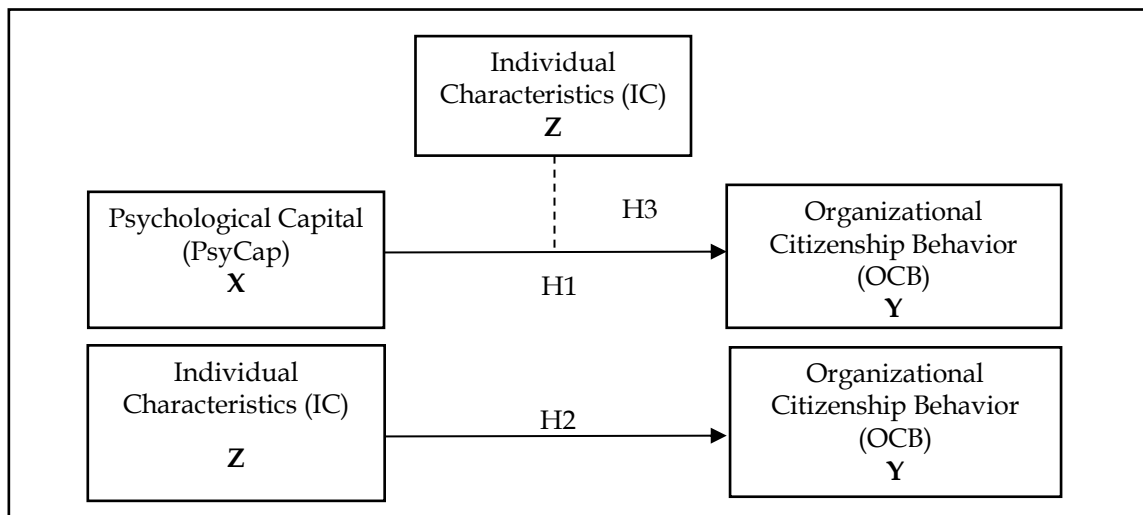 Individual
Characteristics (IC)
Z
Psychological Capital
(PsyCap)
X
H3
H1
Organizational
Citizenship Behavior
(OCB)
Y
Individual
Characteristics (IC)
Z
H2
Organizational
Citizenship Behavior
(OCB)
Y